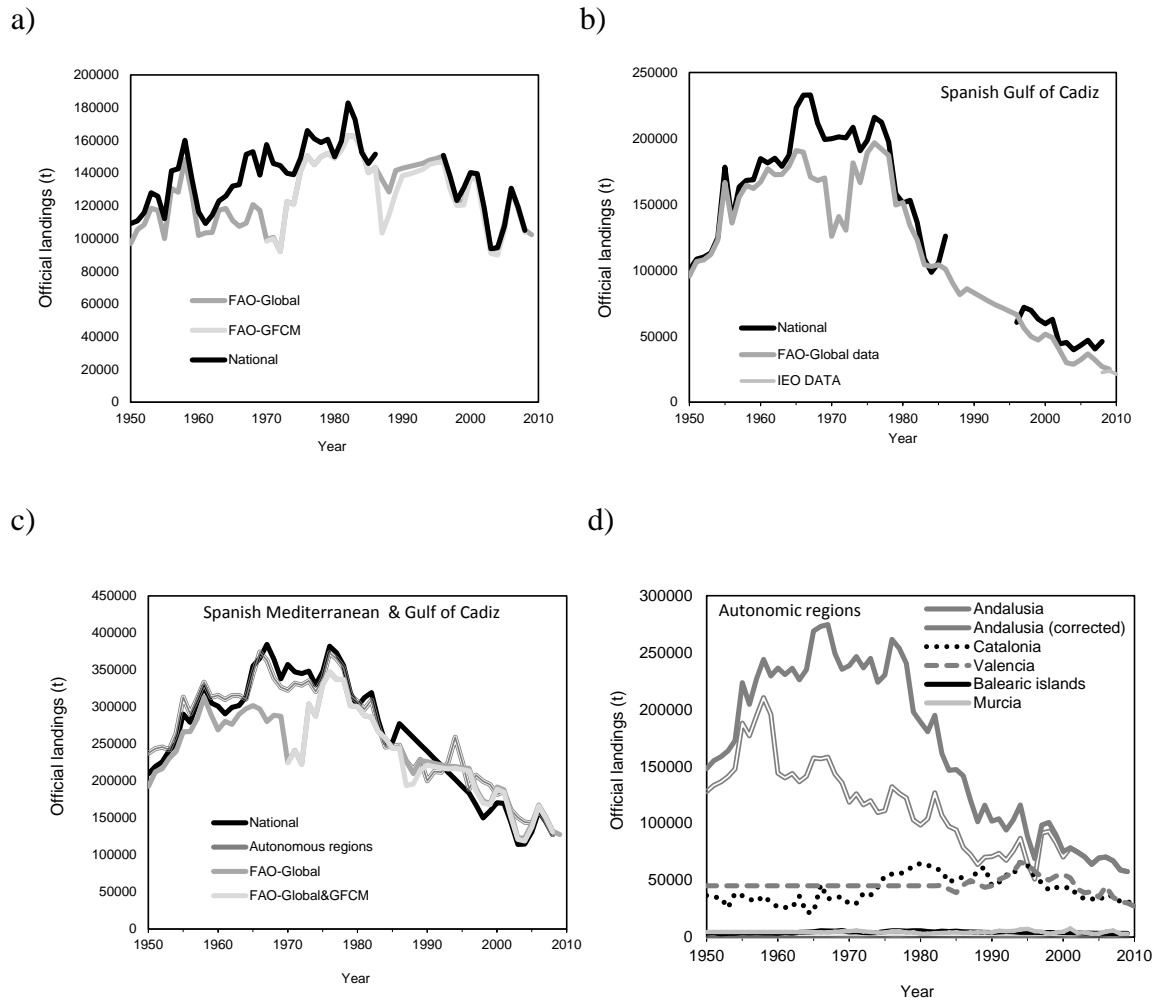 a)
200000
180000
160000
140000
120000
100000
80000
60000
40000
20000
0
Official landings (t)
FAO-Global
FAO-GFCM
National
1950 1960 1970 1980 1990 2000 2010
Year
b)
Spanish Gulf of Cadiz
250000
200000
150000
100000
50000
0
Official landings (t)
National
FAO-Global data
IEO DATA
1950 1960 1970 1980 1990 2000 2010
Year
c)
Spanish Mediterranean & Gulf of Cadiz
450000
400000
350000
300000
250000
200000
150000
100000
50000
0
Official landings (t)
National
Autonomous regions
FAO-Global
FAO-Global&GFCM
1950 1960 1970 1980 1990 2000 2010
Year
d)
Autonomic regions
300000
250000
200000
150000
100000
50000
0
Official landings (t)
Andalusia
Andalusia (corrected)
Catalonia
Valencia
Balearic islands
Murcia
1950 1960 1970 1980 1990 2000 2010
Year